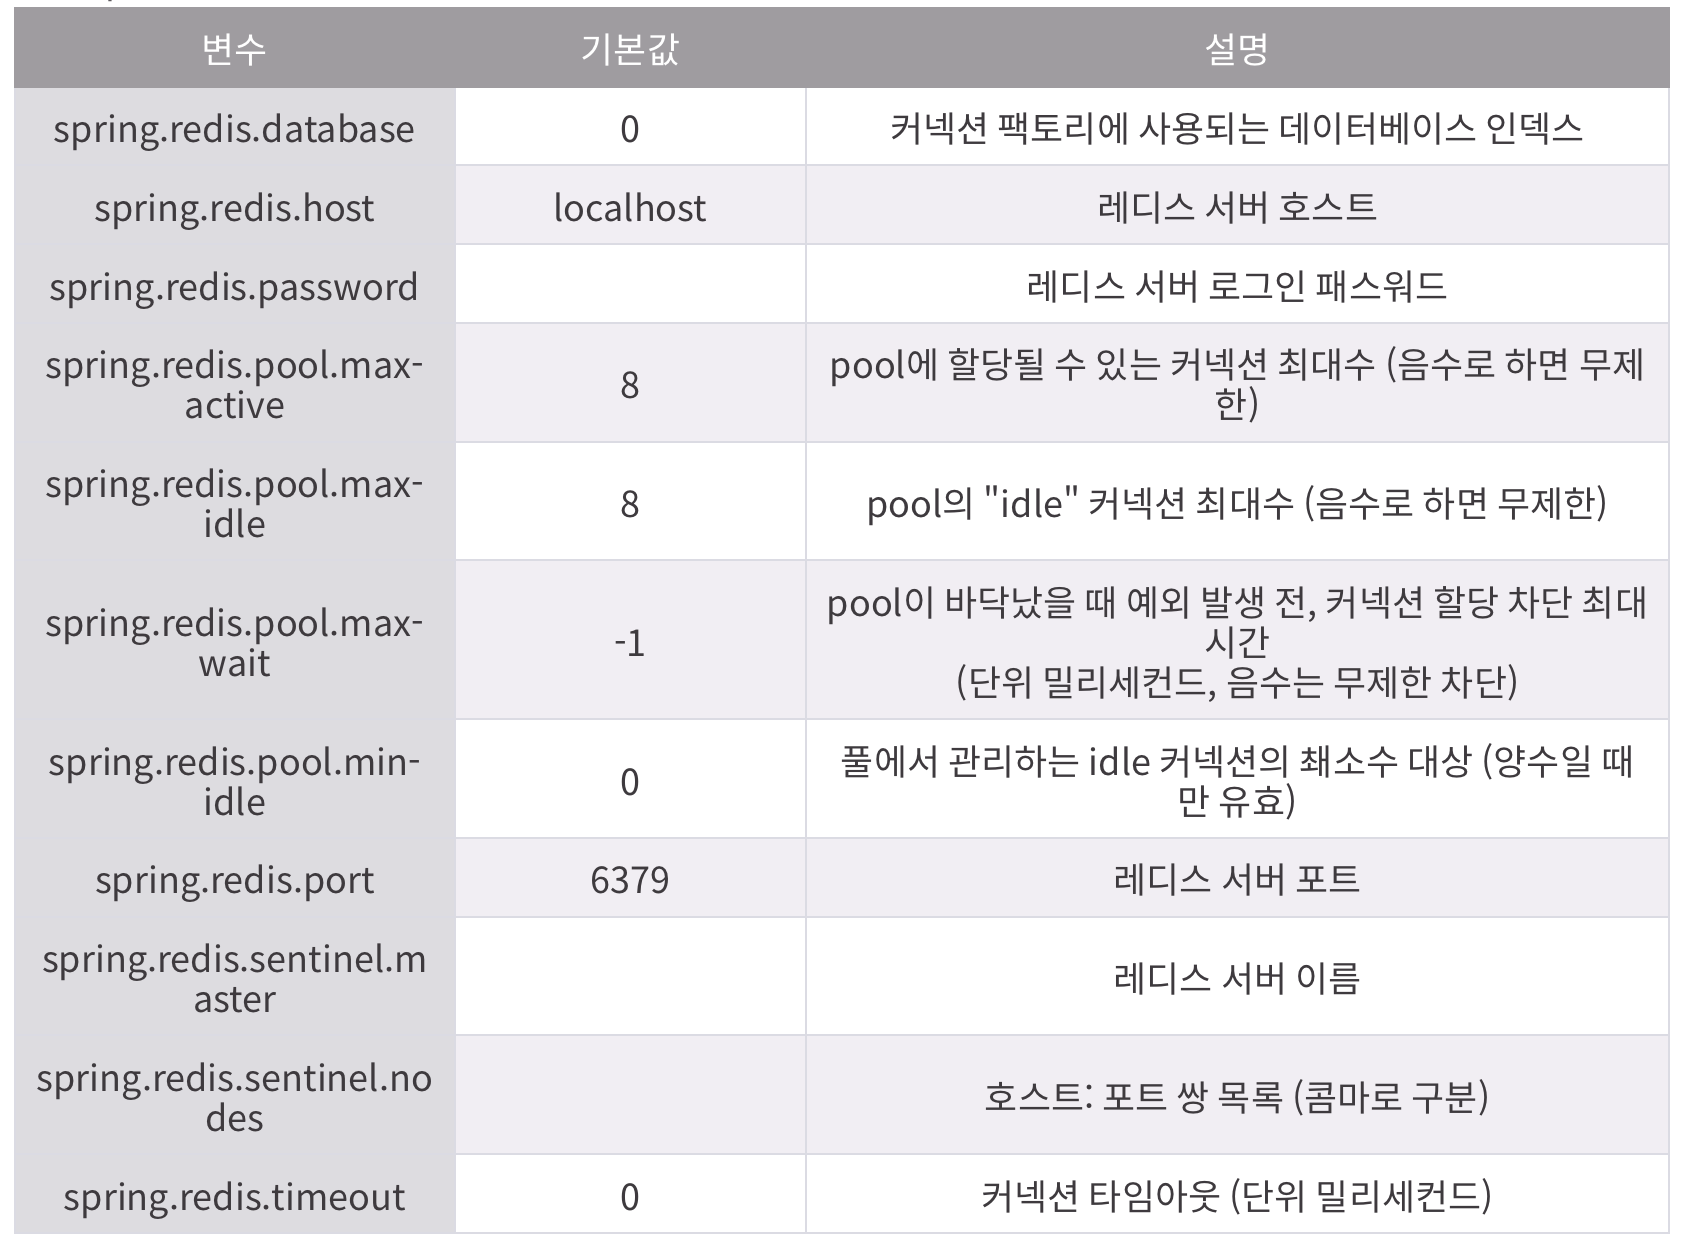 변수 기본값 설명
spring.redis.database 0 커넥션 팩토리에 사용되는 데이터베이스 인덱스
spring.redis.host localhost 레디스 서버 호스트
spring.redis.password 레디스 서버 로그인 패스워드
spring.redis.pool.max-
active
8
pool에 할당될 수 있는 커넥션 최대수 (음수로 하면 무제
한)
spring.redis.pool.max-
idle
8
pool의 "idle" 커넥션 최대수 (음수로 하면 무제한)
spring.redis.pool.max-
wait
-1
pool이 바닥났을 때 예외 발생 전, 커넥션 할당 차단 최대
시간
(단위 밀리세컨드, 음수는 무제한 차단)
spring.redis.pool.min-
idle
0
풀에서 관리하는 idle 커넥션의 쵀소수 대상 (양수일 때
만 유효)
spring.redis.port 6379 레디스 서버 포트
spring.redis.sentinel.m
aster
레디스 서버 이름
spring.redis.sentinel.no
des
호스트: 포트 쌍 목록 (콤마로 구분)
spring.redis.timeout 0 커넥션 타임아웃 (단위 밀리세컨드)